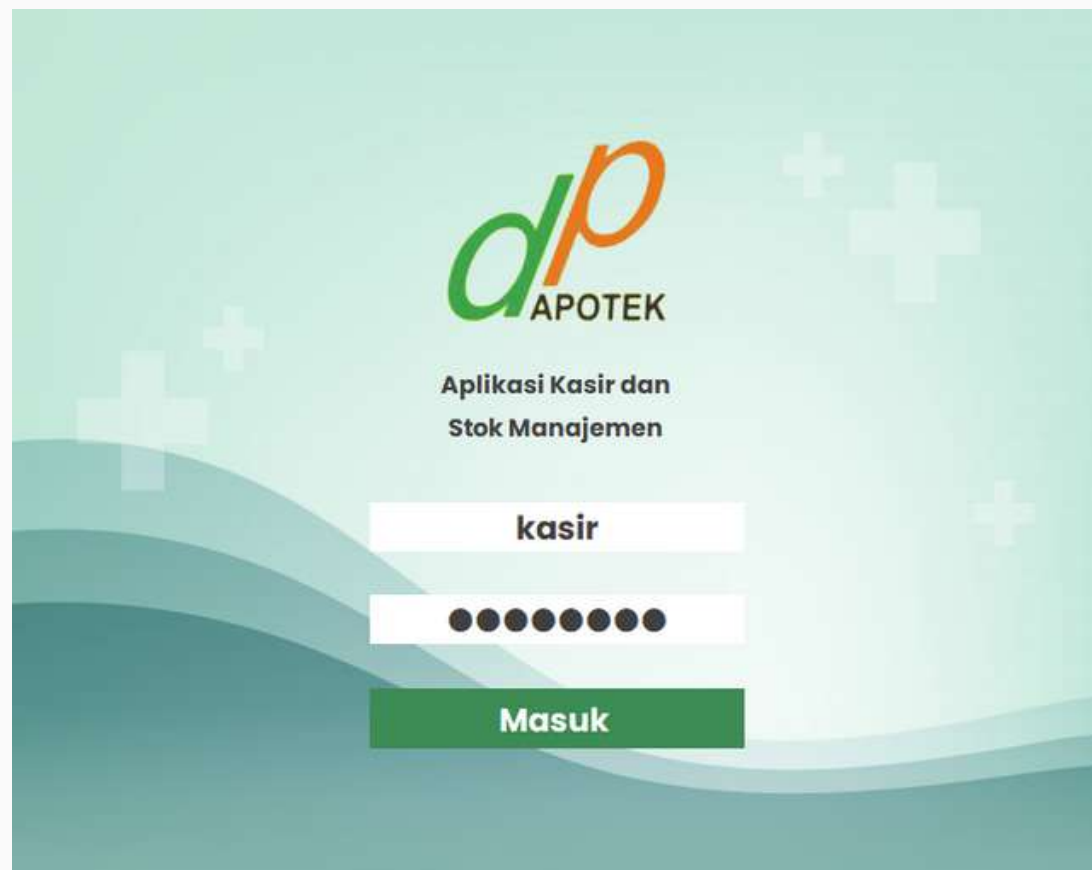 dp
APOTEK
Aplikasi Kasir dan
Stok Manajemen
kasir
●●●●●●●●
Masuk